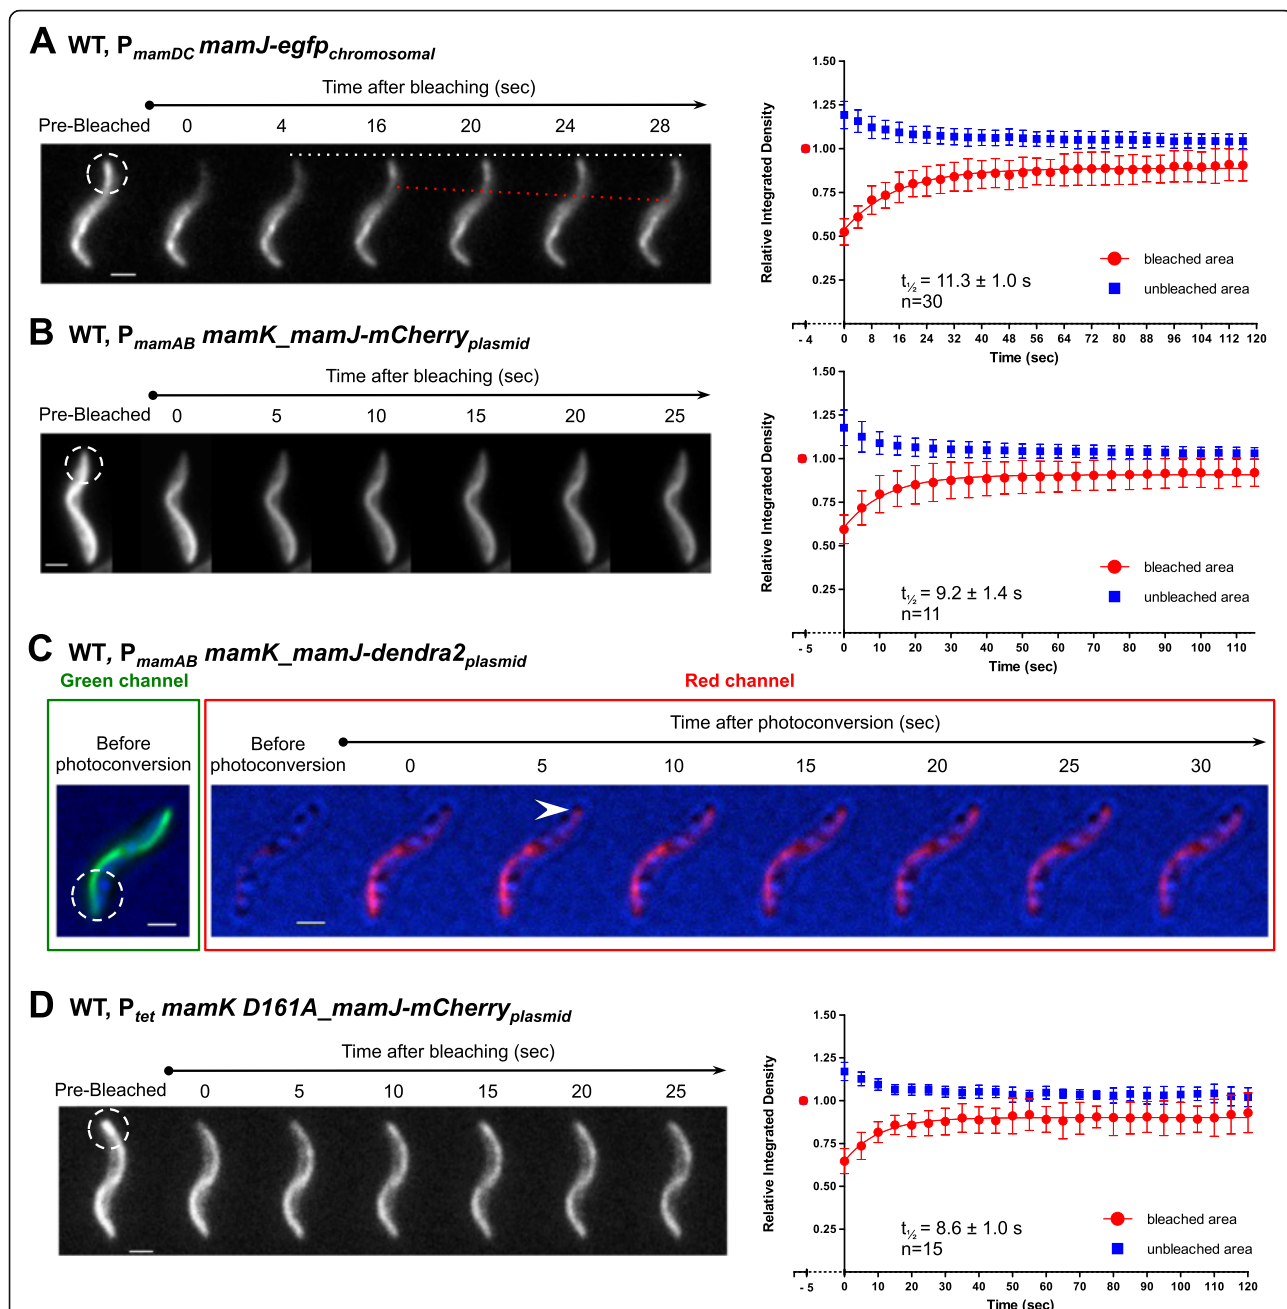 A WT, PmamDC mamJ-egfpchromosomal
Time after bleaching (sec)
Pre-Bleached 0 4 16 20 24 28
1.50
1.25
1.00
0.75
0.50
0.25
Relative Integrated Density
bleached area
unbleached area
t½ = 11.3 ± 1.0 s
n=30
- 4 0 8 16 24 32 40 48 56 64 72 80 88 96 104 112 120
Time (sec)
B WT, PmamAB mamK_mamJ-mCherryplasmid
Time after bleaching (sec)
Pre-Bleached 0 5 10 15 20 25
1.50
1.25
1.00
0.75
0.50
0.25
Relative Integrated Density
bleached area
unbleached area
t½ = 9.2 ± 1.4 s
n=11
- 5 0 10 20 30 40 50 60 70 80 90 100 110
Time (sec)
C WT, PmamAB mamK_mamJ-dendra2plasmid
Green channel
Red channel
Before
photoconversion
Time after photoconversion (sec)
Before
photoconversion
0 5 10 15 20 25 30
D WT, Ptet mamK D161A_mamJ-mCherryplasmid
Time after bleaching (sec)
Pre-Bleached 0 5 10 15 20 25
1.50
1.25
1.00
0.75
0.50
0.25
Relative Integrated Density
bleached area
unbleached area
t½ = 8.6 ± 1.0 s
n=15
- 5 0 10 20 30 40 50 60 70 80 90 100 110 120
Time (sec)